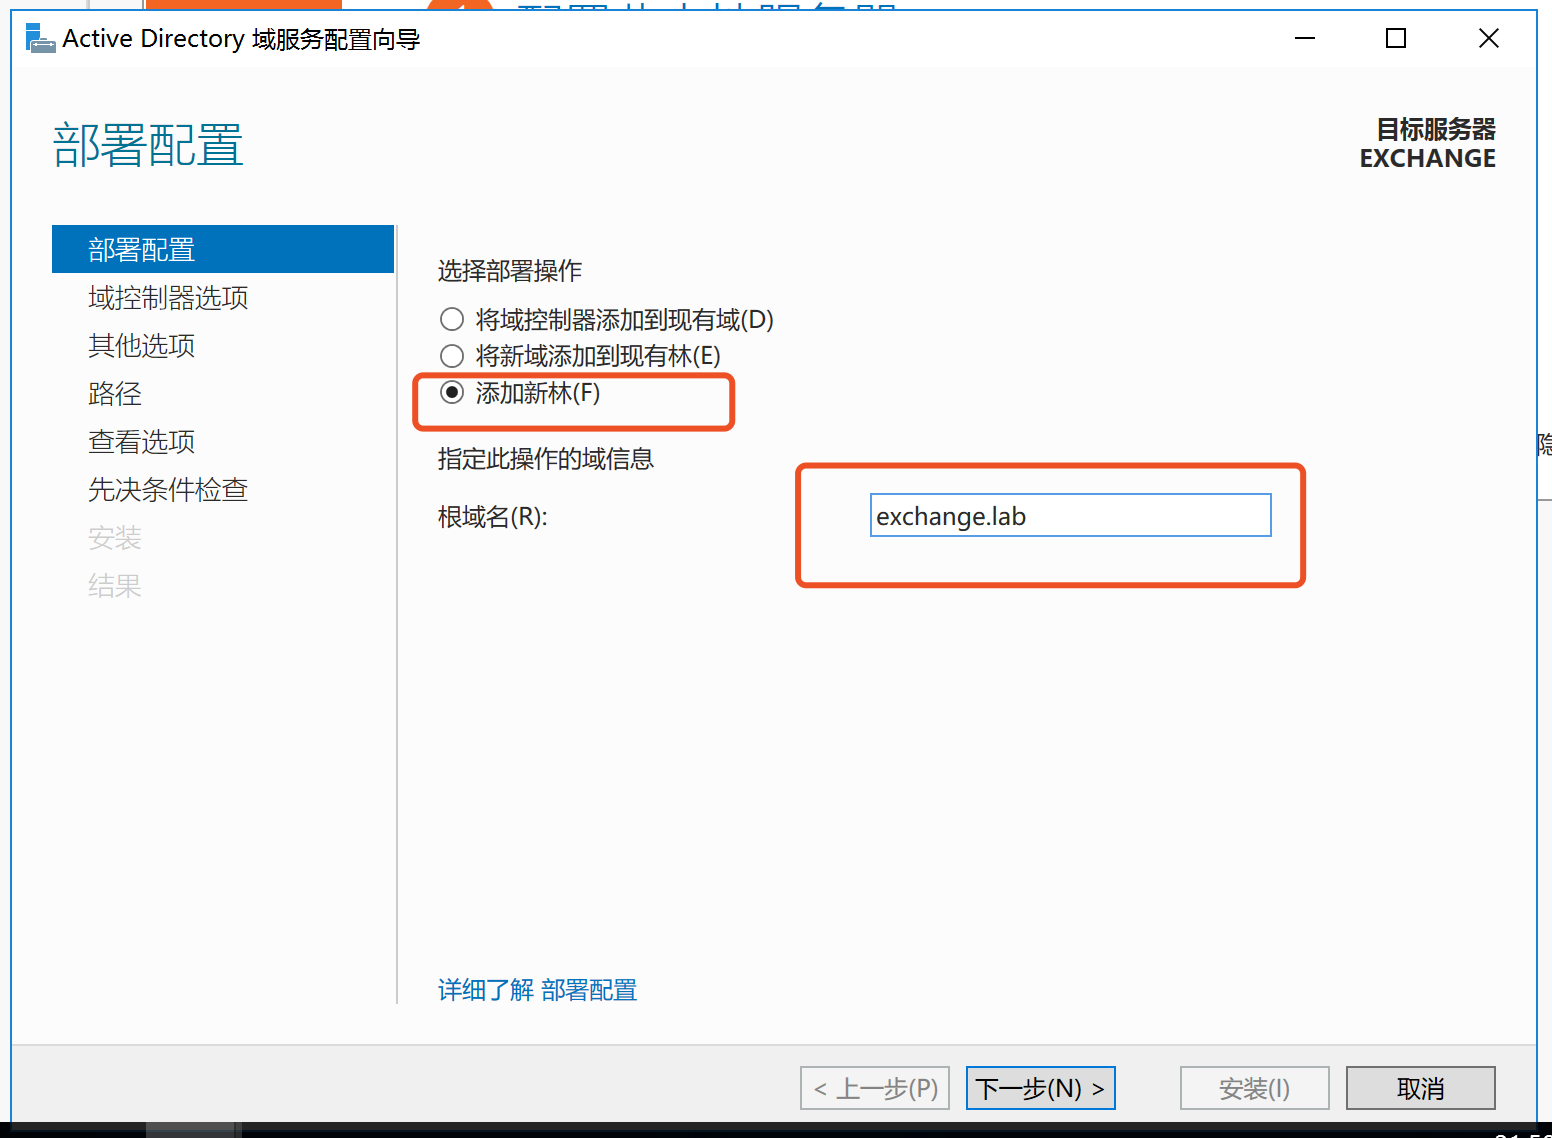 Active Directory 域服务配置向导
部署配置
目标服务器
EXCHANGE
部署配置
域控制器选项
其他选项
路径
查看选项
先决条件检查
安装
结果
选择部署操作
将域控制器添加到现有域(D)
将新域添加到现有林(E)
添加新林(F)
指定此操作的域信息
根域名(R):
exchange.lab
详细了解 部署配置
< 上一步(P)
下一步(N) >
安装(I)
取消